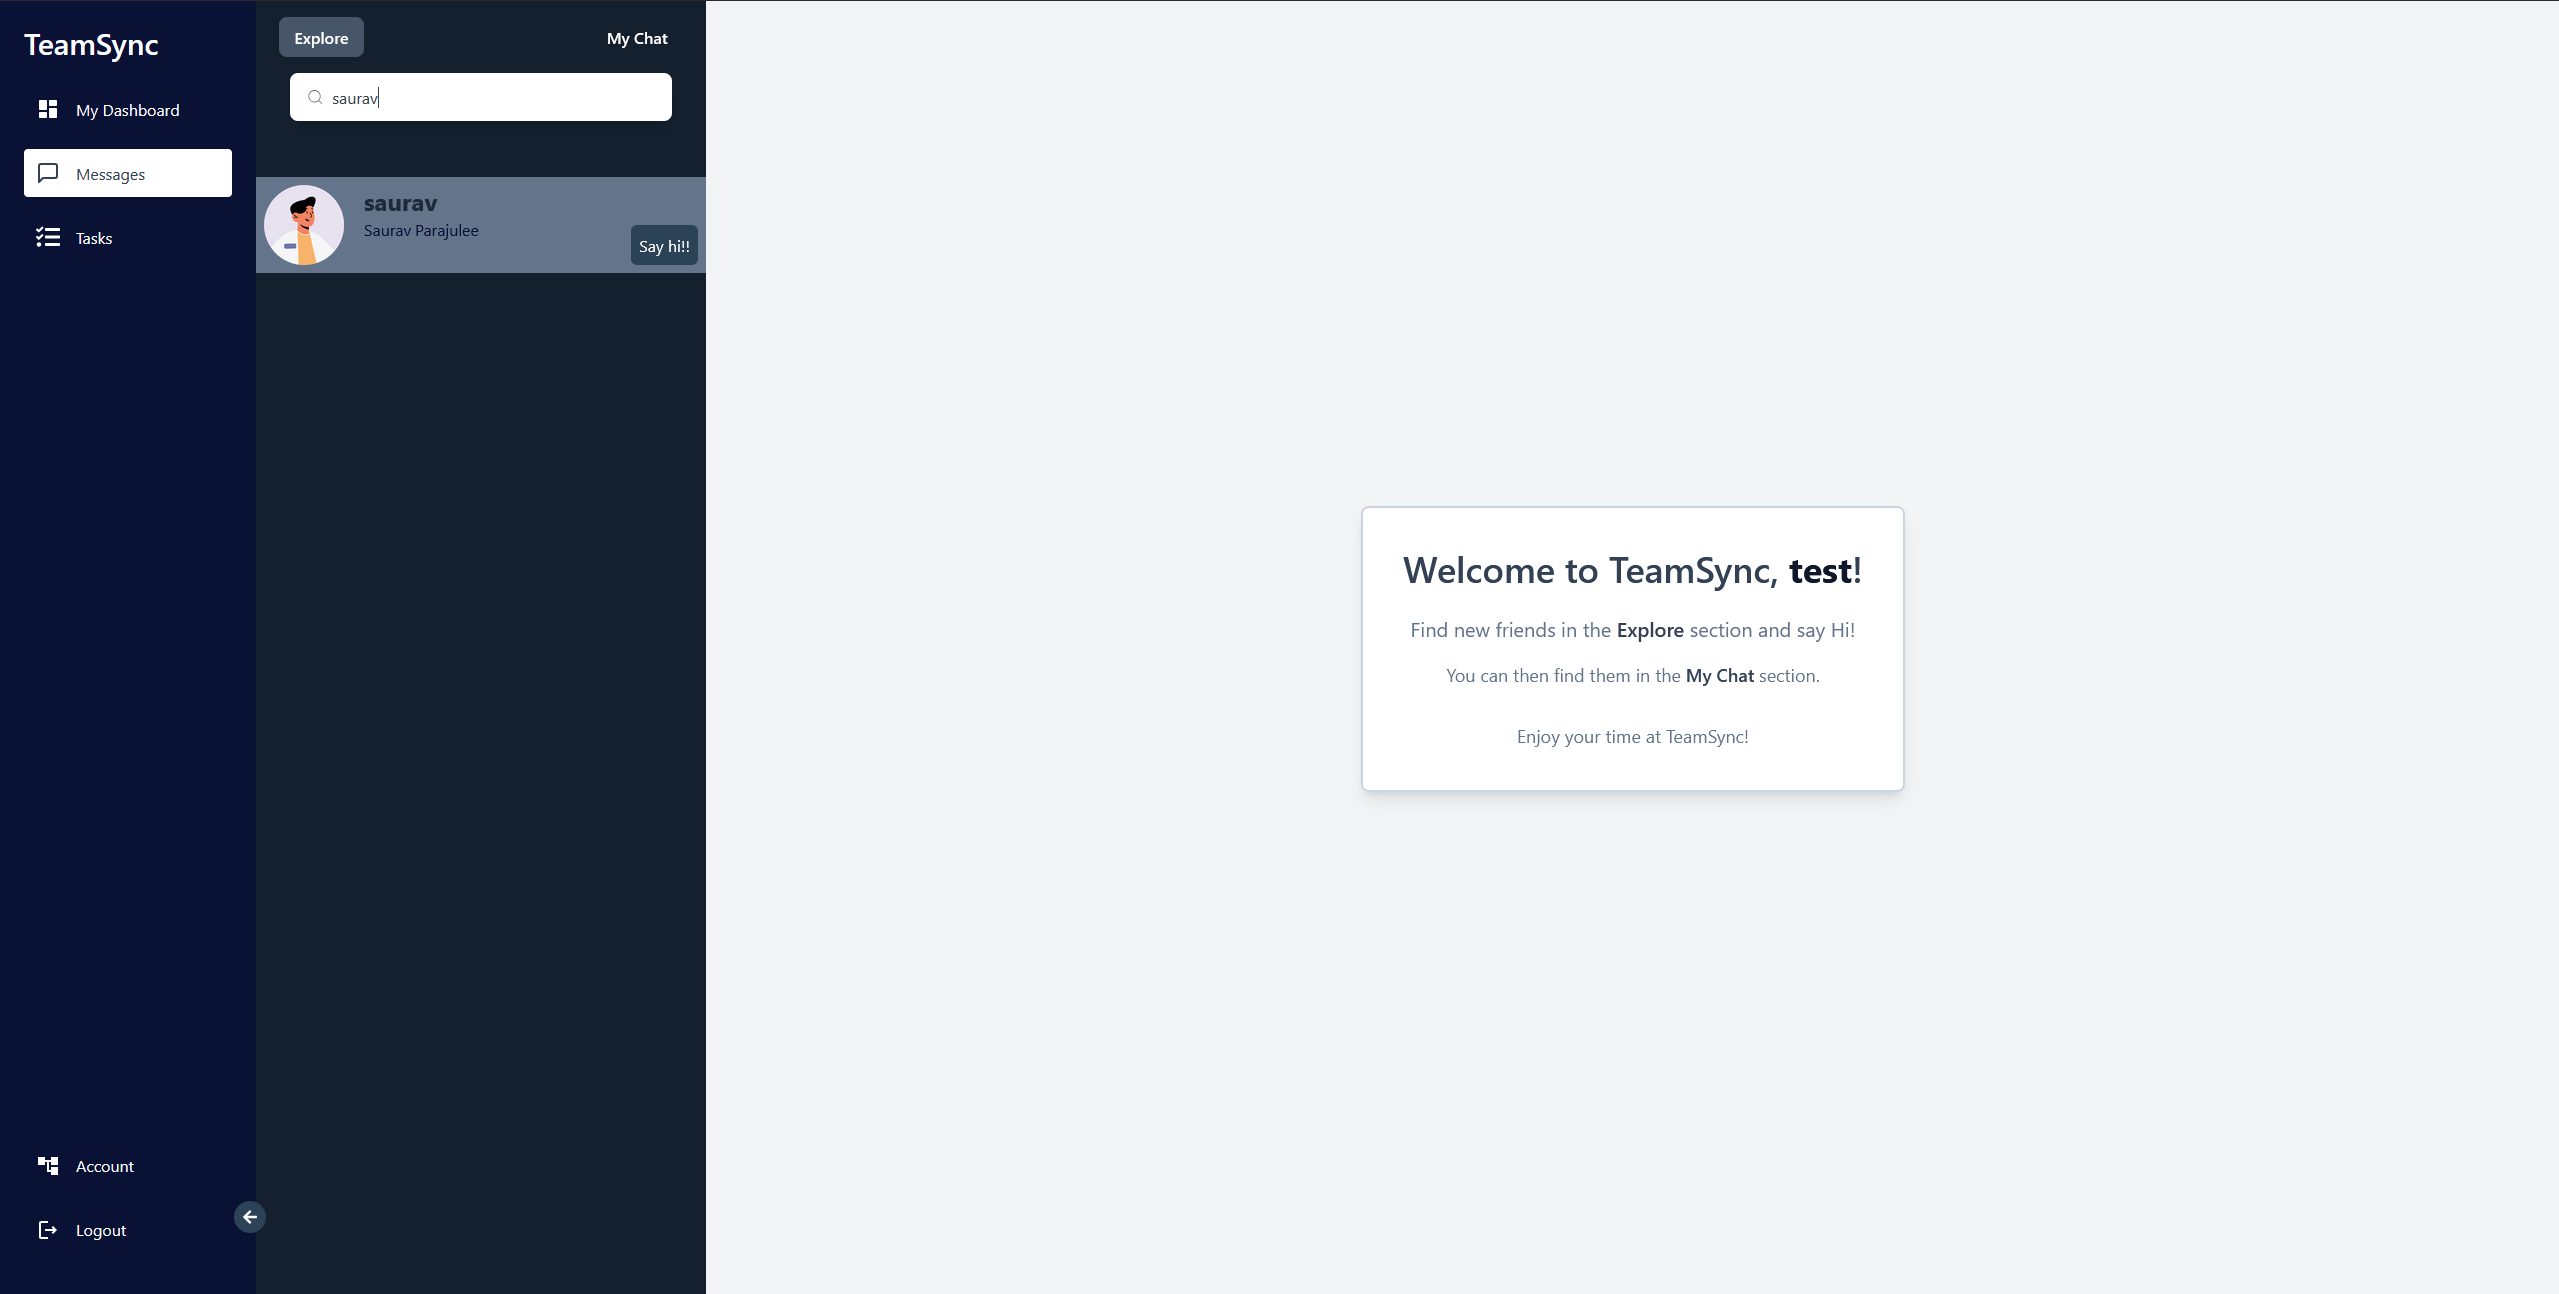 TeamSync
My Dashboard
Messages
Tasks
Account
Logout
Explore
My Chat
saurav
saurav
Saurav Parajulee
Say hi!!
Welcome to TeamSync, test!
Find new friends in the Explore section and say Hi!
You can then find them in the My Chat section.
Enjoy your time at TeamSync!